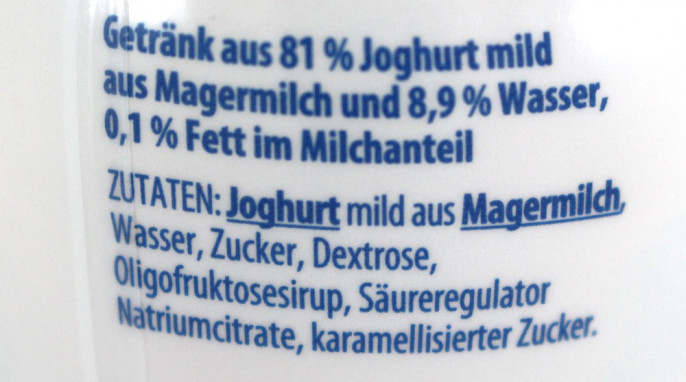 Getränk aus 81 % Joghurt mild
aus Magermilch und 8,9 % Wasser,
0,1 % Fett im Milchanteil
ZUTATEN: Joghurt mild aus Magermilch,
Wasser, Zucker, Dextrose,
Oligofruktosesirup, Säureregulator
Natriumcitrate, karamellisierter Zucker.